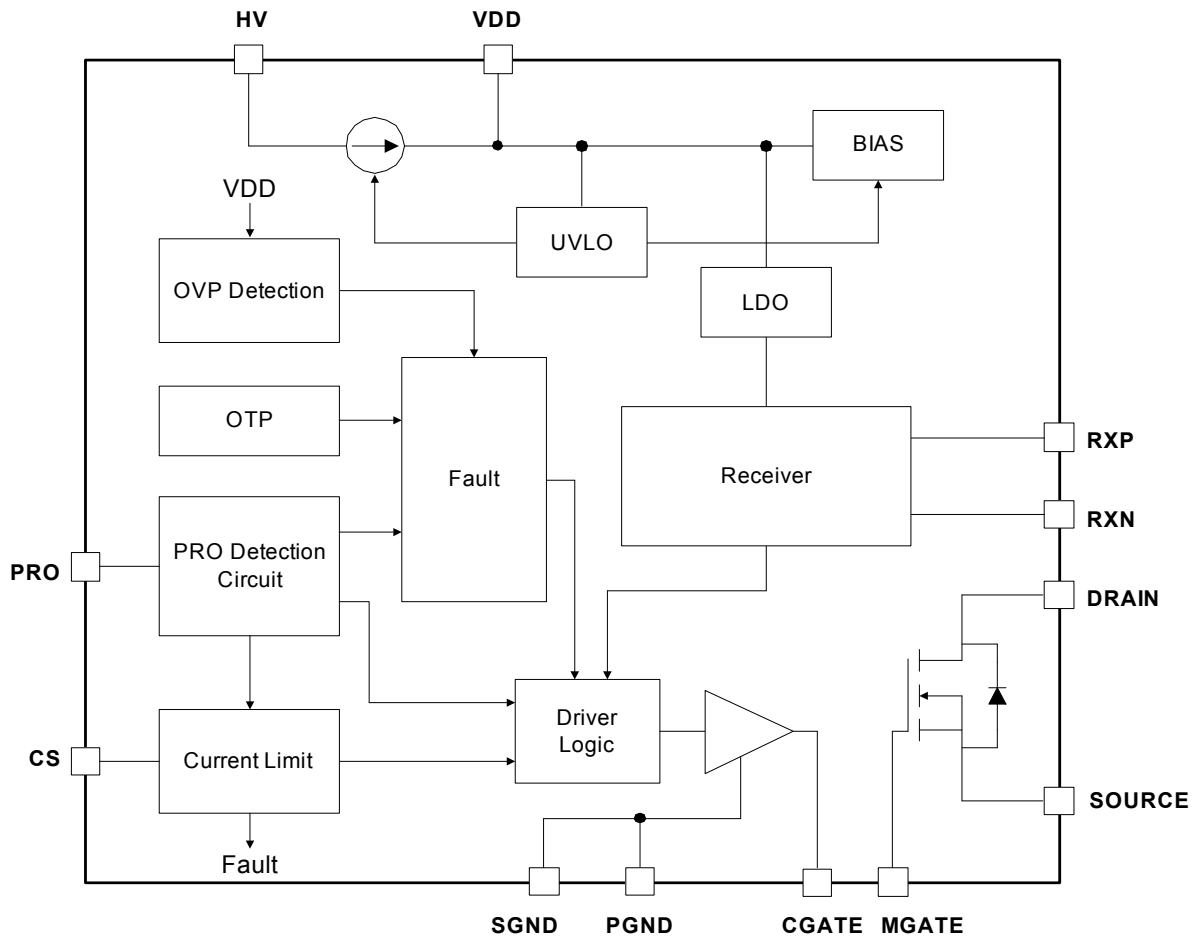 HV
VDD
BIAS
VDD
UVLO
OVP Detection
LDO
OTP
Fault
Receiver
RXP
RXN
PRO
PRO Detection
Circuit
DRAIN
Driver
Logic
CS
Current Limit
SOURCE
Fault
SGND
PGND
CGATE
MGATE